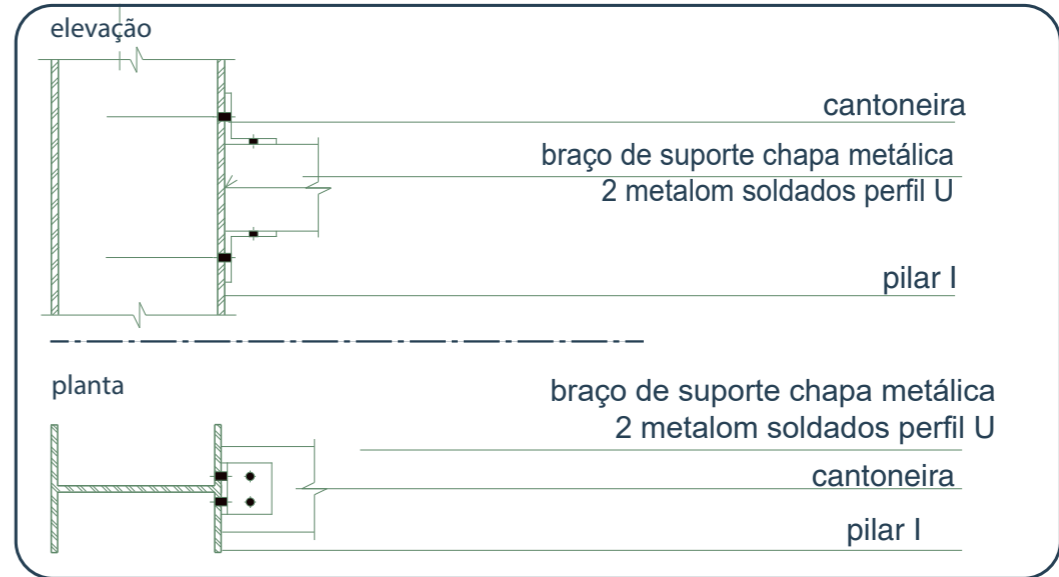 elevação
cantoneira
braço de suporte chapa metálica
2 metalom soldados perfil U
pilar I
planta
braço de suporte chapa metálica
2 metalom soldados perfil U
cantoneira
pilar I